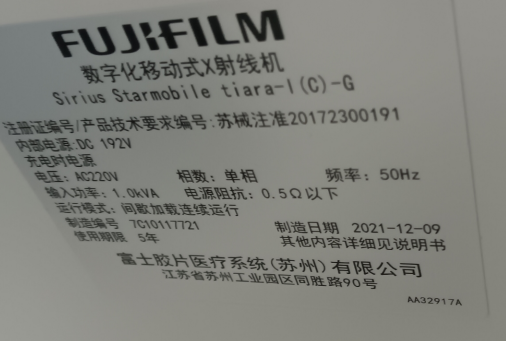 FUJIFILM
数字化移动式X射线机
Sirius Starmobile tiara-I(C)-G
注册证编号/产品技术要求编号:苏械注准20172300191
内部电源:DC 192V
充电时电源
电压: AC220V 相数: 单相 频率: 50Hz
输入功率: 1.0kVA 电源阻抗: 0.5Ω以下
运行模式: 间歇加载连续运行
制造编号 7C10117721 制造日期 2021-12-09
使用期限 5年 其他内容详细见说明书
富士胶片医疗系统(苏州)有限公司
江苏省苏州工业园区同胜路90号
AA32917A